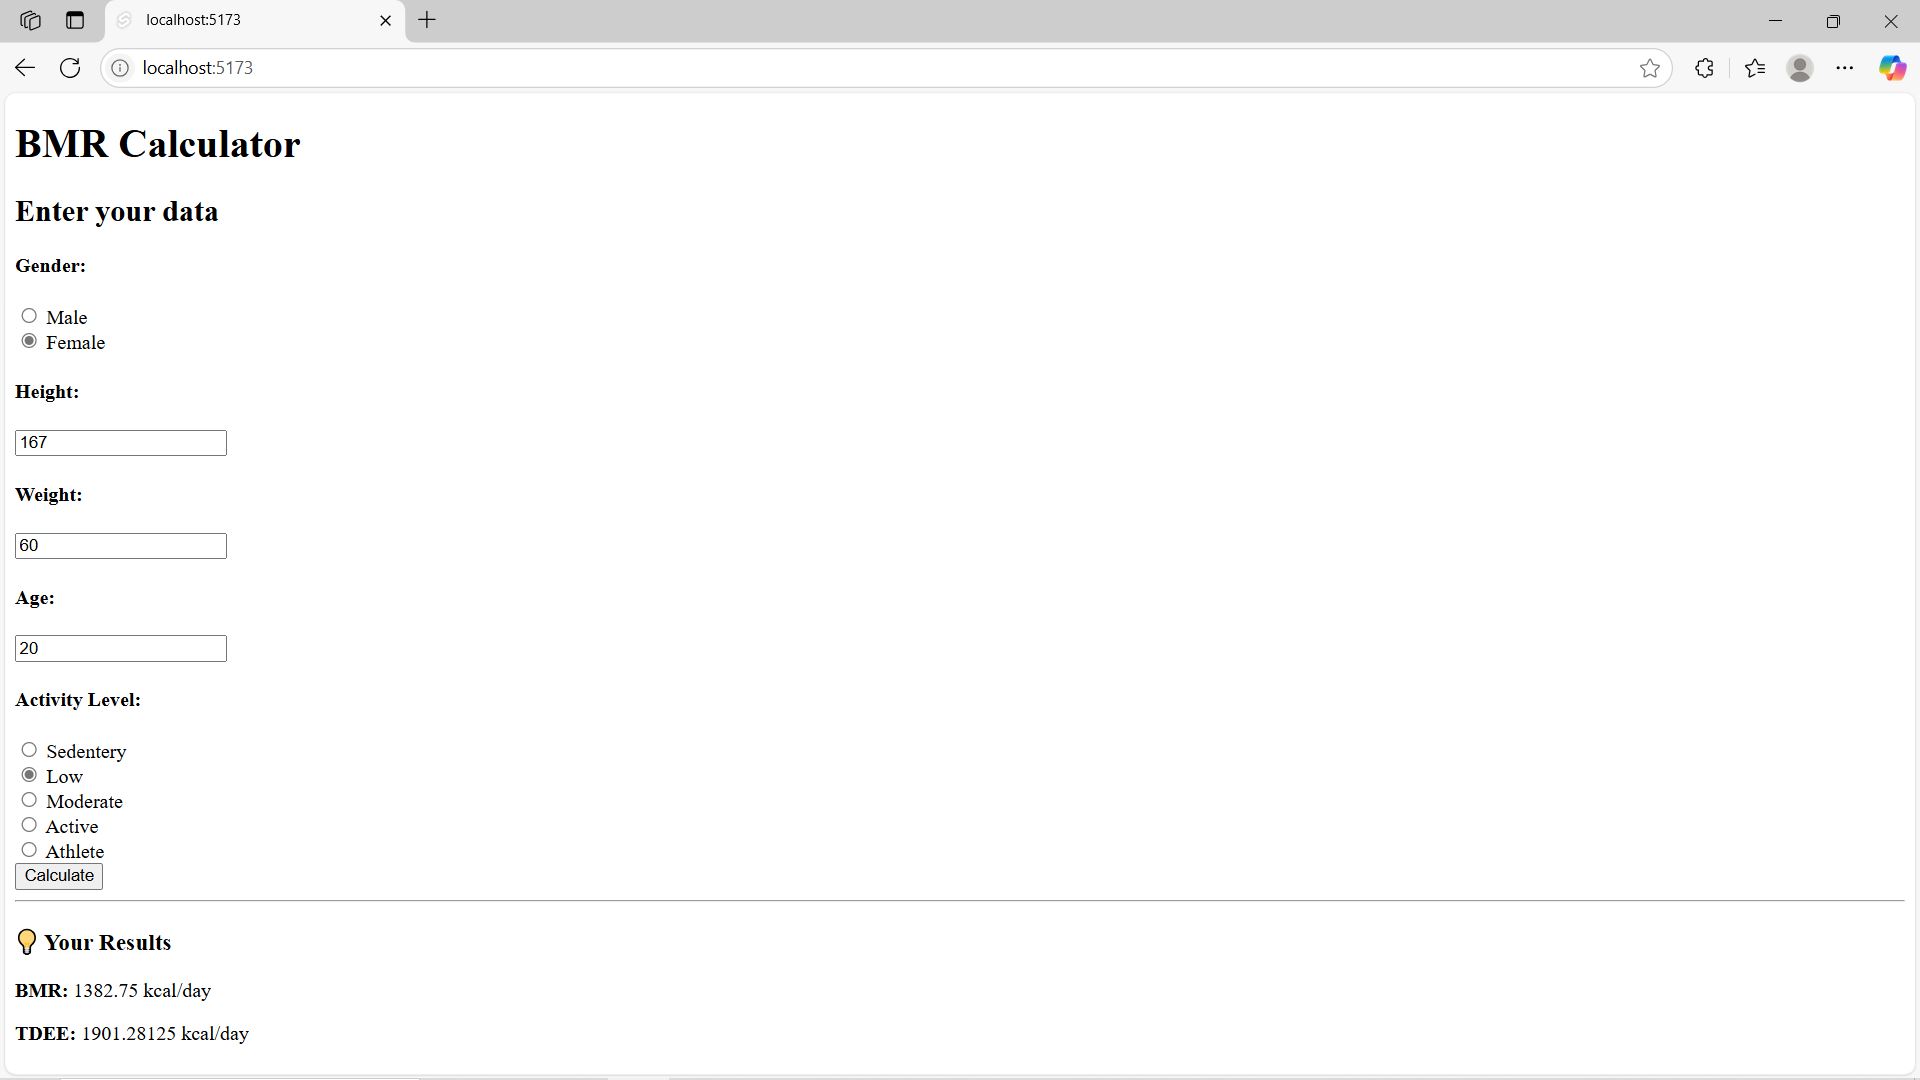 localhost:5173
localhost:5173
BMR Calculator
Enter your data
Gender:
Male
Female
Height:
167
Weight:
60
Age:
20
Activity Level:
Sedentery
Low
Moderate
Active
Athlete
Calculate
💡 Your Results
BMR: 1382.75 kcal/day
TDEE: 1901.28125 kcal/day